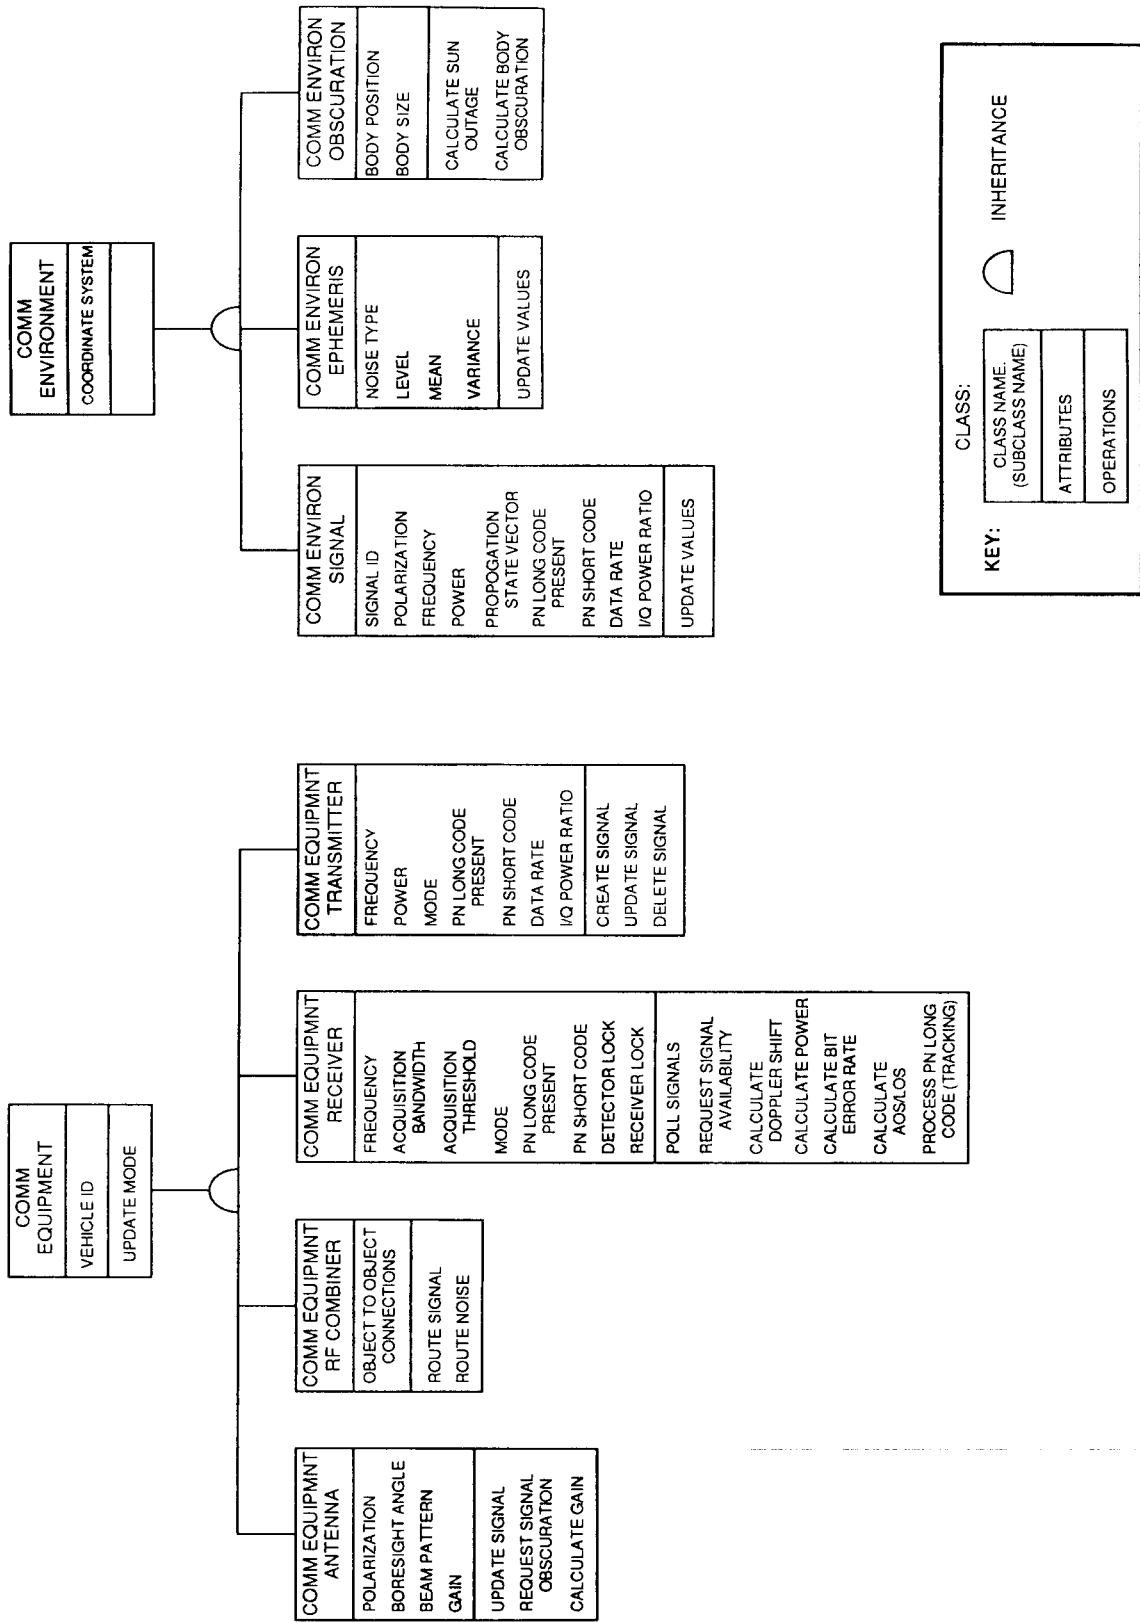 COMM
EQUIPMENT
VEHICLE ID
UPDATE MODE
COMM EQUIPMNT
ANTENNA
POLARIZATION
BORESIGHT ANGLE
BEAM PATTERN
GAIN
UPDATE SIGNAL
REQUEST SIGNAL
OBSCURATION
CALCULATE GAIN
COMM EQUIPMNT
RF COMBINER
OBJECT TO OBJECT
CONNECTIONS
ROUTE SIGNAL
ROUTE NOISE
COMM EQUIPMNT
RECEIVER
FREQUENCY
ACQUISITION
BANDWIDTH
ACQUISITION
THRESHOLD
MODE
PN LONG CODE
PRESENT
PN SHORT CODE
DETECTOR LOCK
RECEIVER LOCK
POLL SIGNALS
REQUEST SIGNAL
AVAILABILITY
CALCULATE
DOPPLER SHIFT
CALCULATE POWER
CALCULATE BIT
ERROR RATE
CALCULATE
AOS/LOS
PROCESS PN LONG
CODE (TRACKING)
COMM EQUIPMNT
TRANSMITTER
FREQUENCY
POWER
MODE
PN LONG CODE
PRESENT
PN SHORT CODE
DATA RATE
I/Q POWER RATIO
CREATE SIGNAL
UPDATE SIGNAL
DELETE SIGNAL
COMM
ENVIRONMENT
COORDINATE SYSTEM
COMM ENVIRON
SIGNAL
SIGNAL ID
POLARIZATION
FREQUENCY
POWER
PROPOGATION
STATE VECTOR
PN LONG CODE
PRESENT
PN SHORT CODE
DATA RATE
I/Q POWER RATIO
UPDATE VALUES
COMM ENVIRON
EPHEMERIS
NOISE TYPE
LEVEL
MEAN
VARIANCE
UPDATE VALUES
COMM ENVIRON
OBSCURATION
BODY POSITION
BODY SIZE
CALCULATE SUN
OUTAGE
CALCULATE BODY
OBSCURATION
KEY:
CLASS:
CLASS NAME.
(SUBCLASS NAME)
ATTRIBUTES
OPERATIONS
INHERITANCE